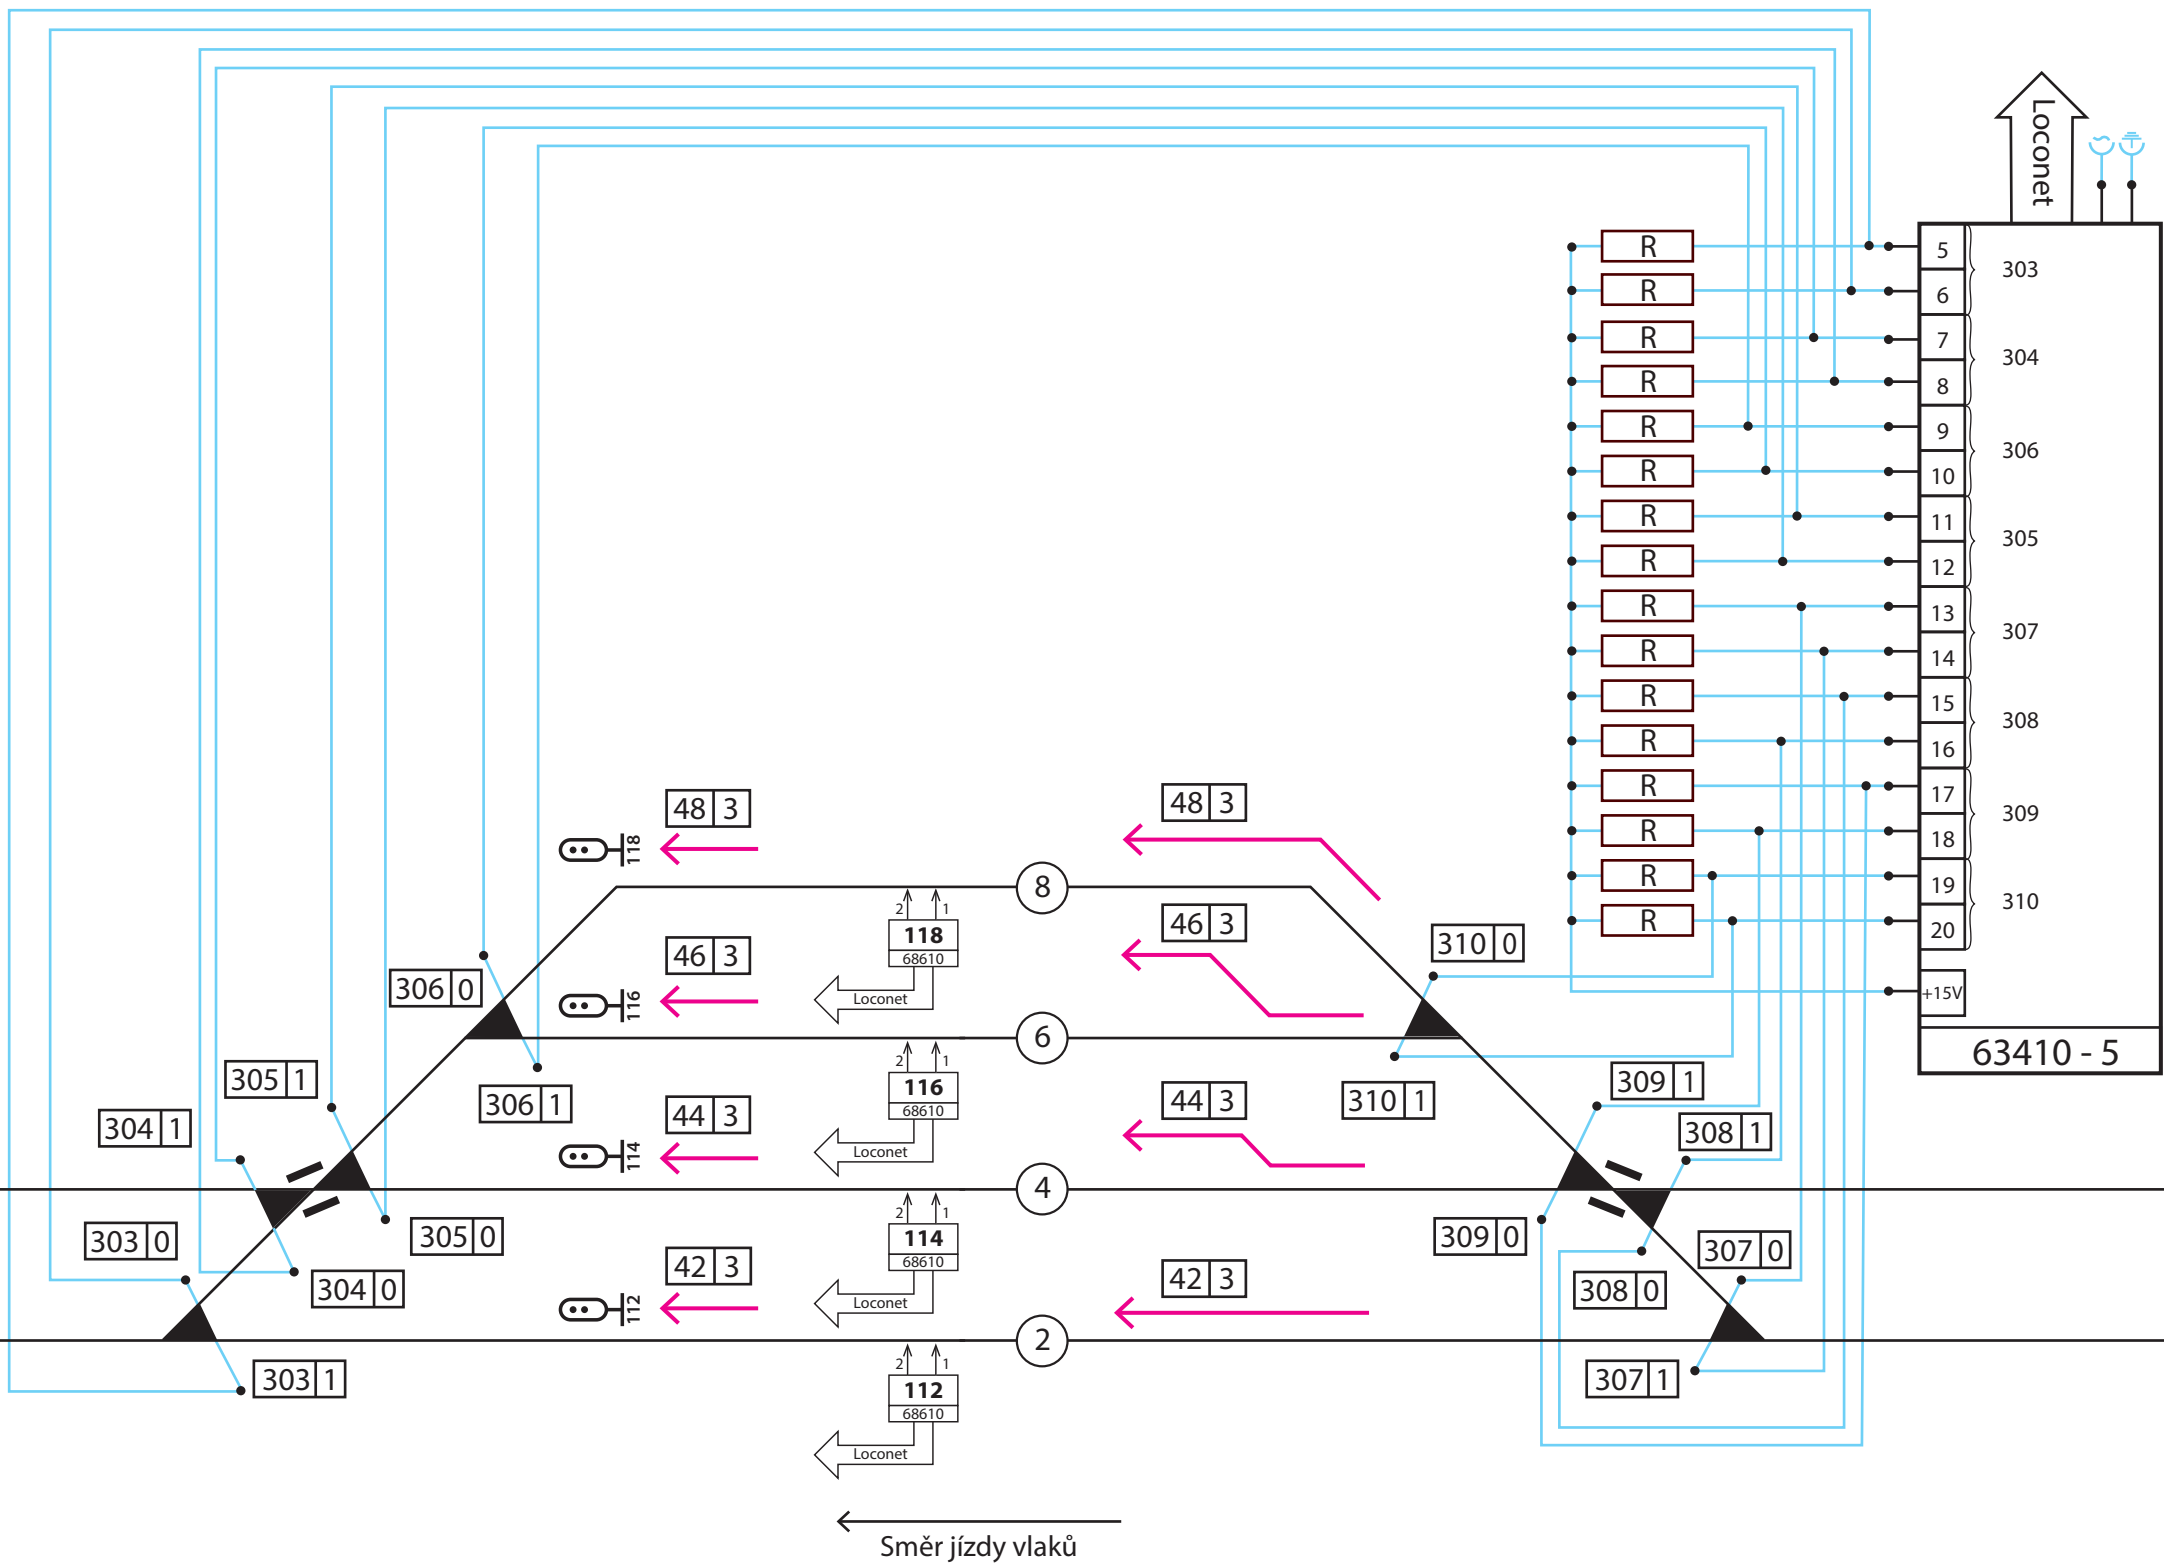 Loconet
R 5
303
R 6
R 7
304
R 8
R 9
306
R 10
R 11
305
R 12
R 13
307
R 14
R 15
308
R 16
R 17
309
R 18
R 19
310
R 20
+15V
63410 - 5
48 3
48 3
118
8
2 1
118
68610
Loconet
46 3
46 3
310 0
306 0
116
6
305 1
306 1
2 1
116
68610
Loconet
44 3
44 3
310 1
309 1
304 1
308 1
114
4
303 0
305 0
2 1
114
68610
Loconet
309 0
307 0
304 0
42 3
42 3
308 0
112
2
303 1
2 1
112
68610
Loconet
307 1
Směr jízdy vlaků